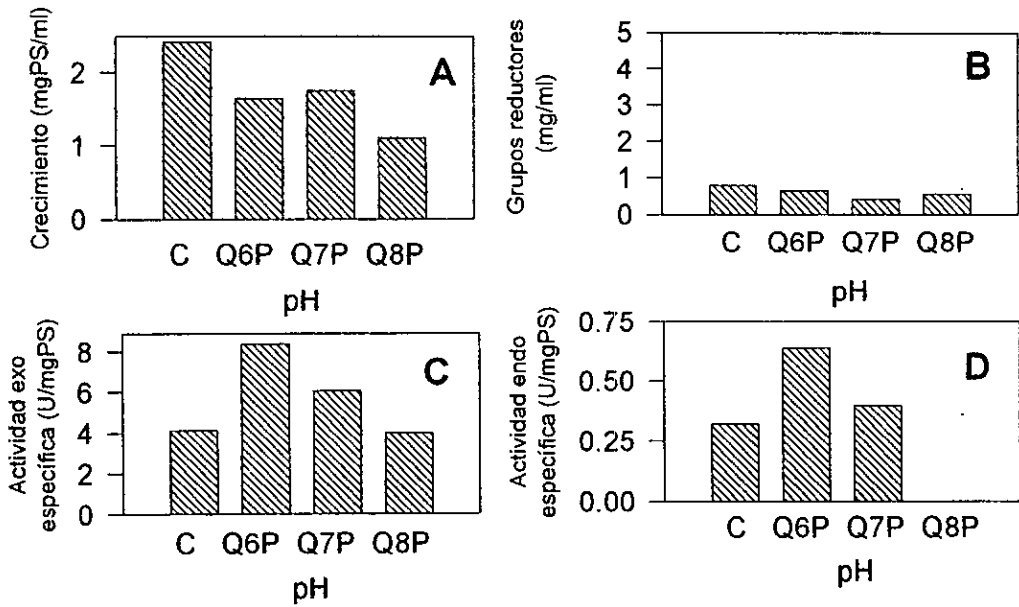 Crecimiento (mgPS/ml)
2
1
0
A
C Q6P Q7P Q8P
pH
Grupos reductores
(mg/ml)
5
4
3
2
1
0
B
C Q6P Q7P Q8P
pH
Actividad exo
específica (U/mgPS)
8
6
4
2
0
C
C Q6P Q7P Q8P
pH
Actividad endo
específica (U/mgPS)
0.75
0.50
0.25
0.00
D
C Q6P Q7P Q8P
pH